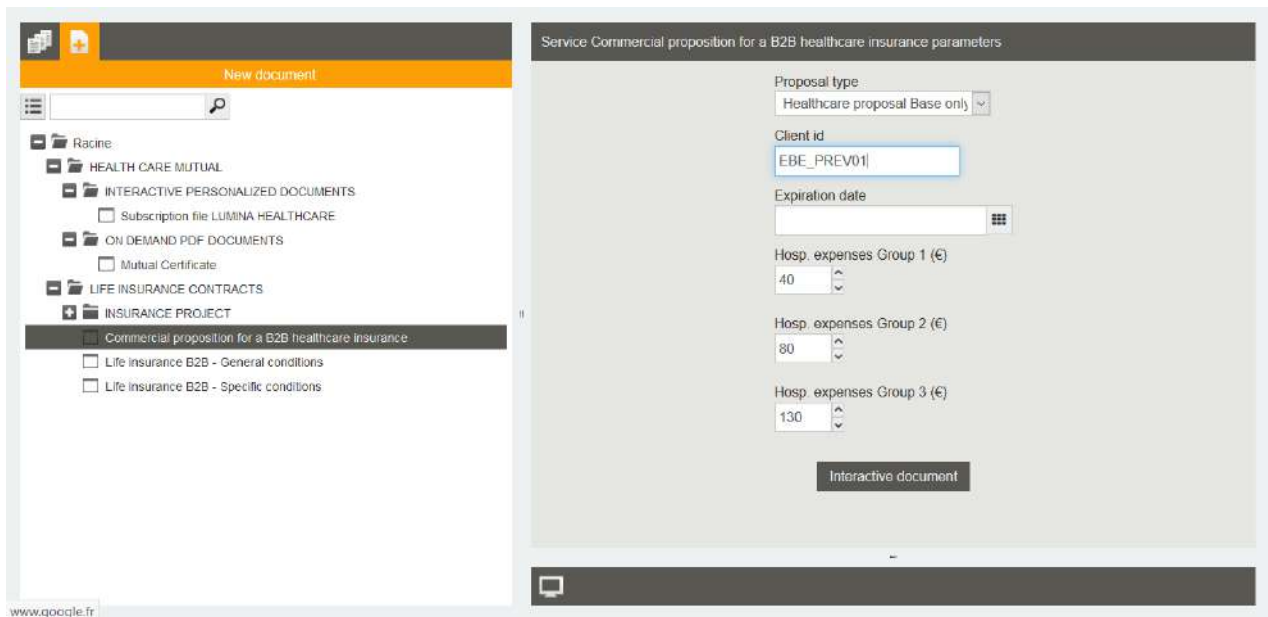 New document
Racine
HEALTH CARE MUTUAL
INTERACTIVE PERSONALIZED DOCUMENTS
Subscription file LUMINA HEALTHCARE
ON DEMAND PDF DOCUMENTS
Mutual Certificate
LIFE INSURANCE CONTRACTS
INSURANCE PROJECT
Commercial proposition for a B2B healthcare Insurance
Life insurance B2B - General conditions
Life insurance B2B - Specific conditions
www.google.fr
Service Commercial proposition for a B2B healthcare insurance parameters
Proposal type
Healthcare proposal Base only
Client id
EBE_PREV01
Expiration date
Hosp. expenses Group 1 (€)
40
Hosp. expenses Group 2 (€)
80
Hosp. expenses Group 3 (€)
130
Interactive document